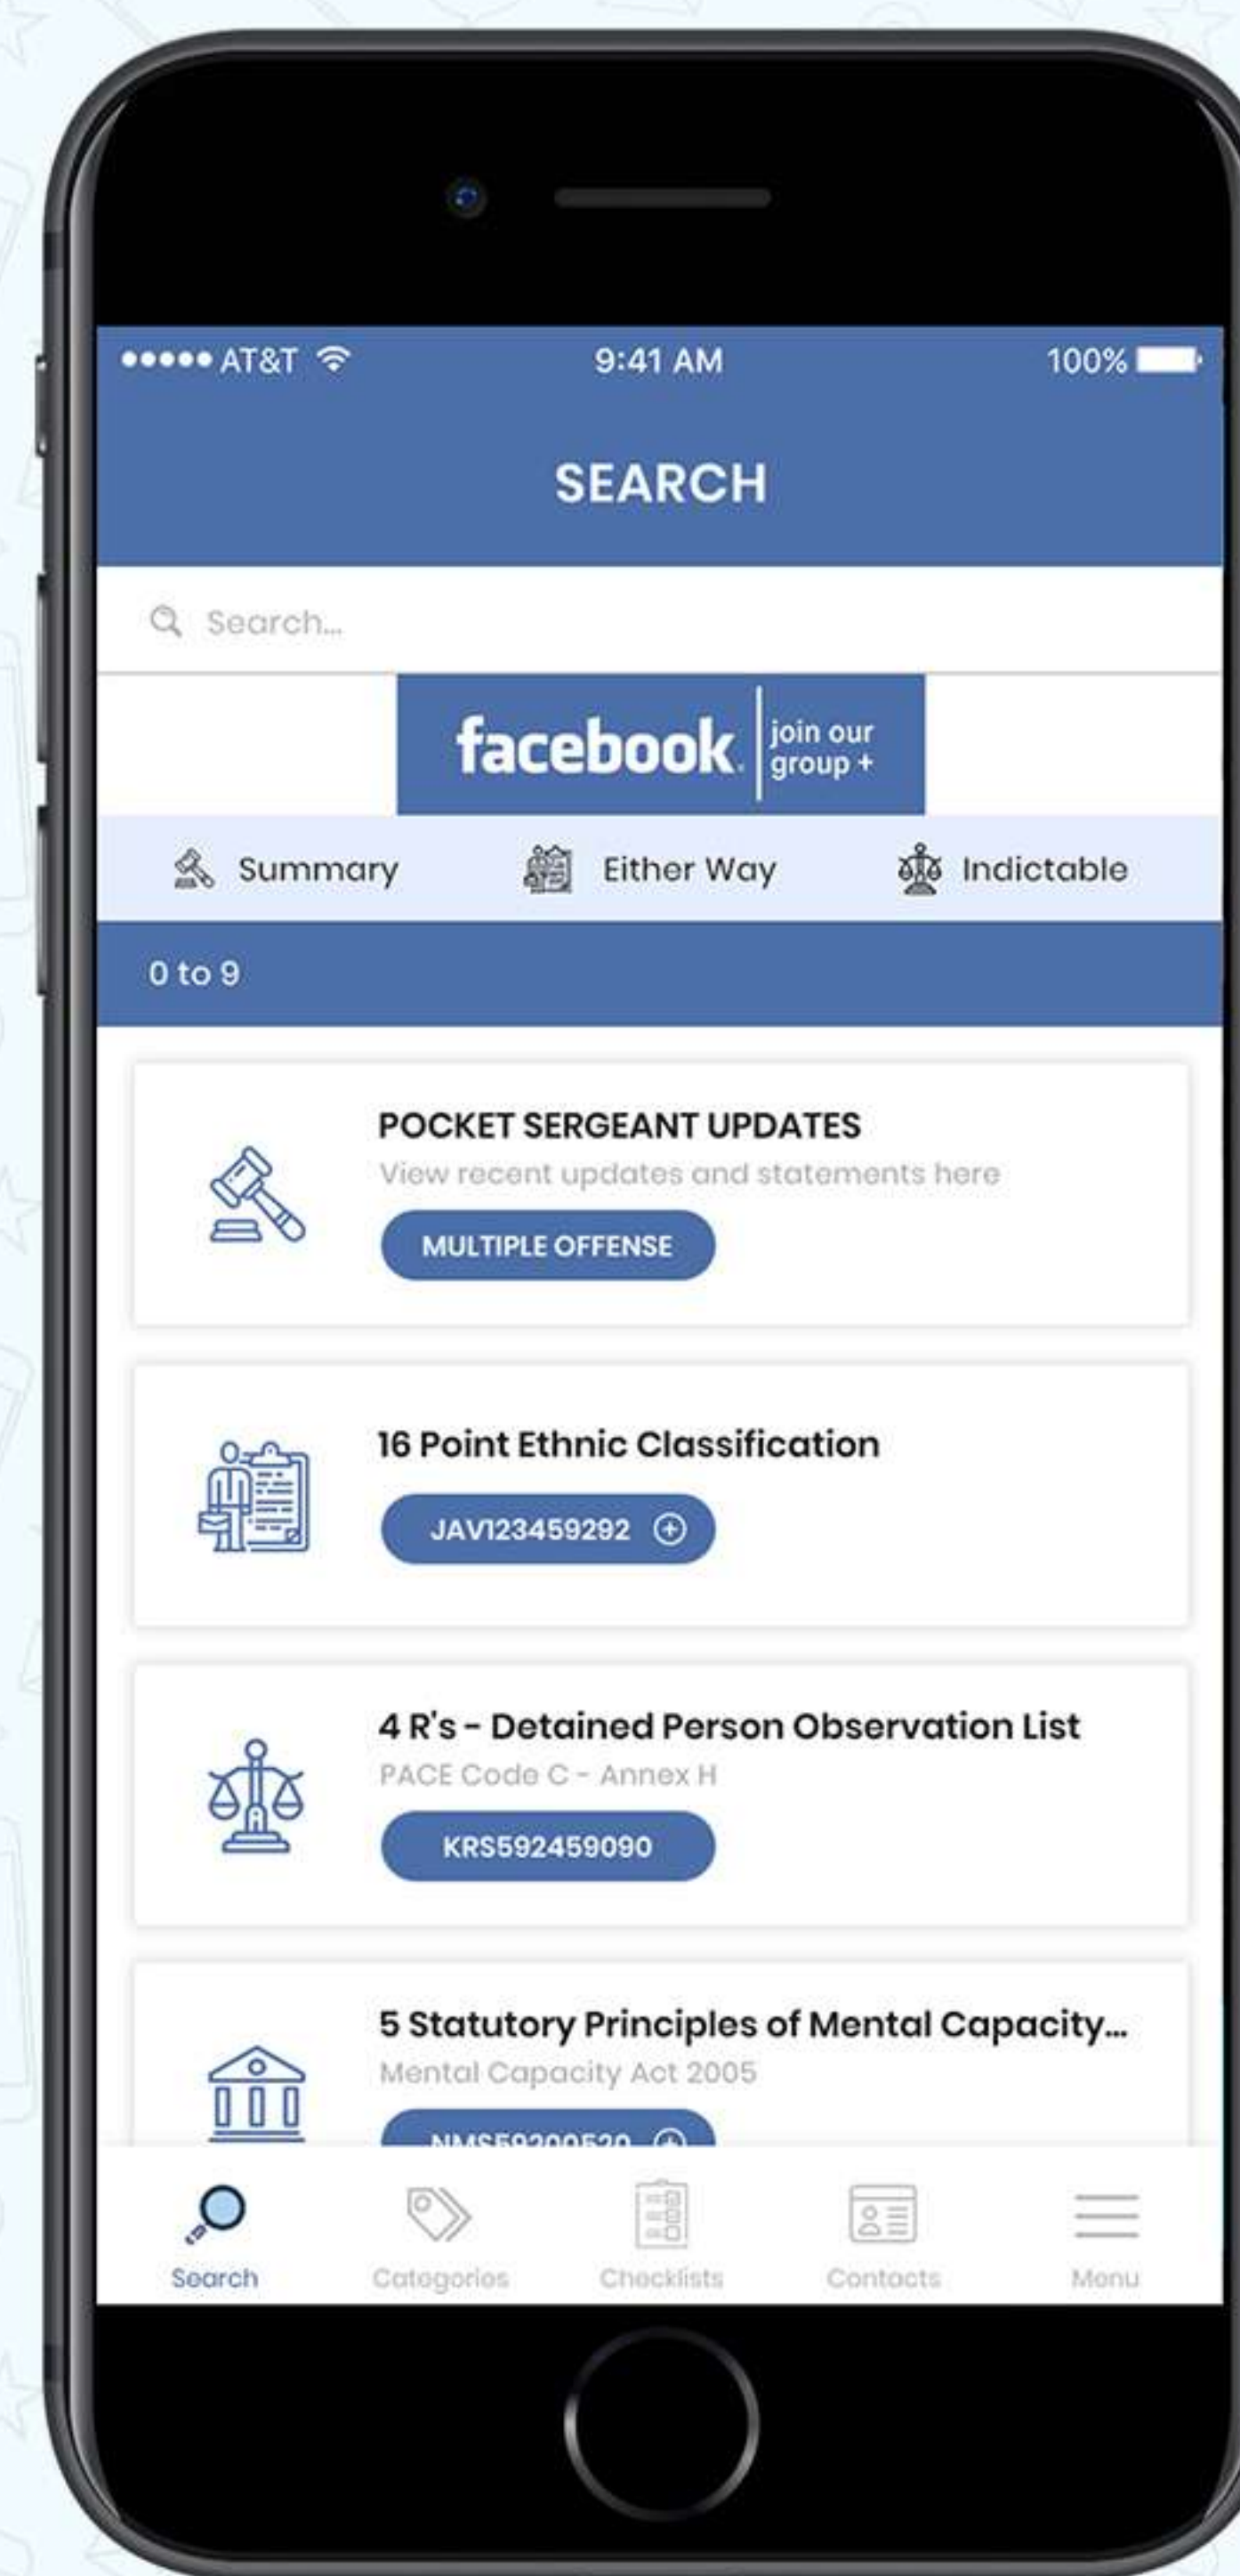 AT&T 9:41 AM 100%
SEARCH
Search...
facebook. join our
group +
Summary Either Way Indictable
0 to 9
POCKET SERGEANT UPDATES
View recent updates and statements here
MULTIPLE OFFENSE
16 Point Ethnic Classification
JAV123459292
4 R's - Detained Person Observation List
PACE Code C - Annex H
KRS592459090
5 Statutory Principles of Mental Capacity...
Mental Capacity Act 2005
Search Categories Checklists Contacts Menu